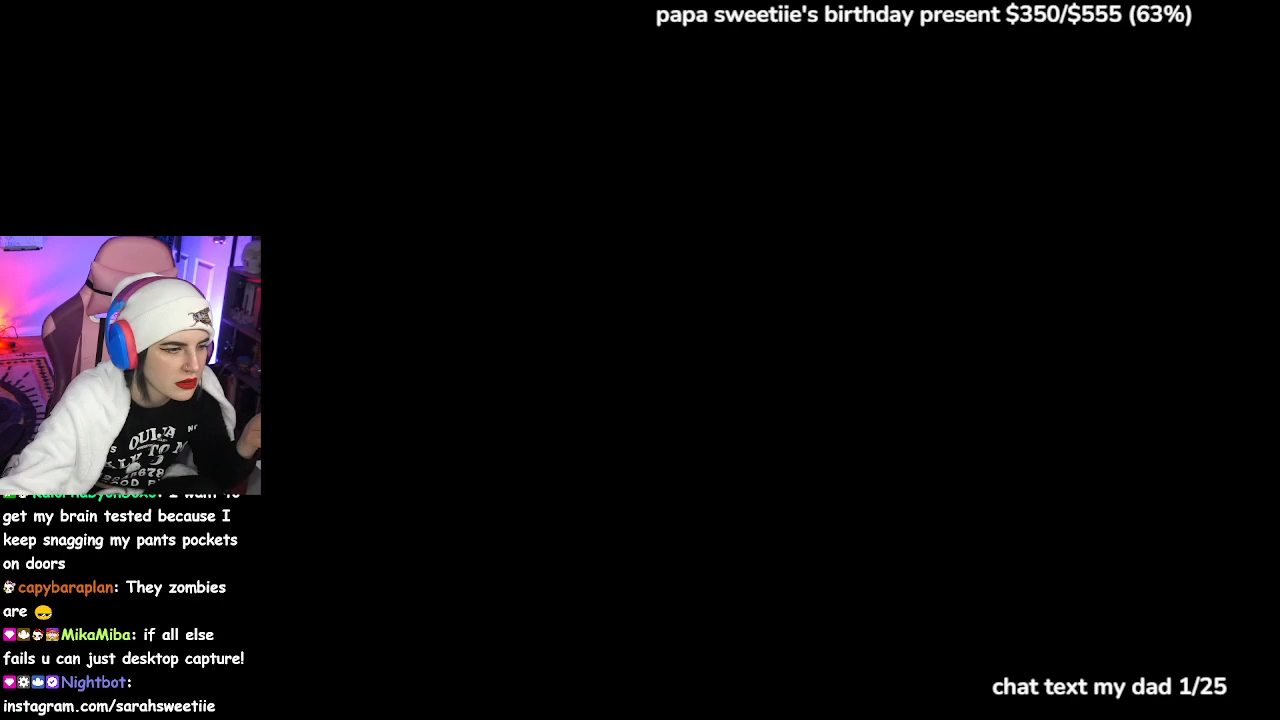 papa sweetiie's birthday present $350/$555 (63%)
OUIJA
get my brain tested because I
keep snagging my pants pockets
on doors
capybaraplan: They zombies
are
MikaMiba: if all else
fails u can just desktop capture!
Nightbot:
instagram.com/sarahsweetiie
chat text my dad 1/25